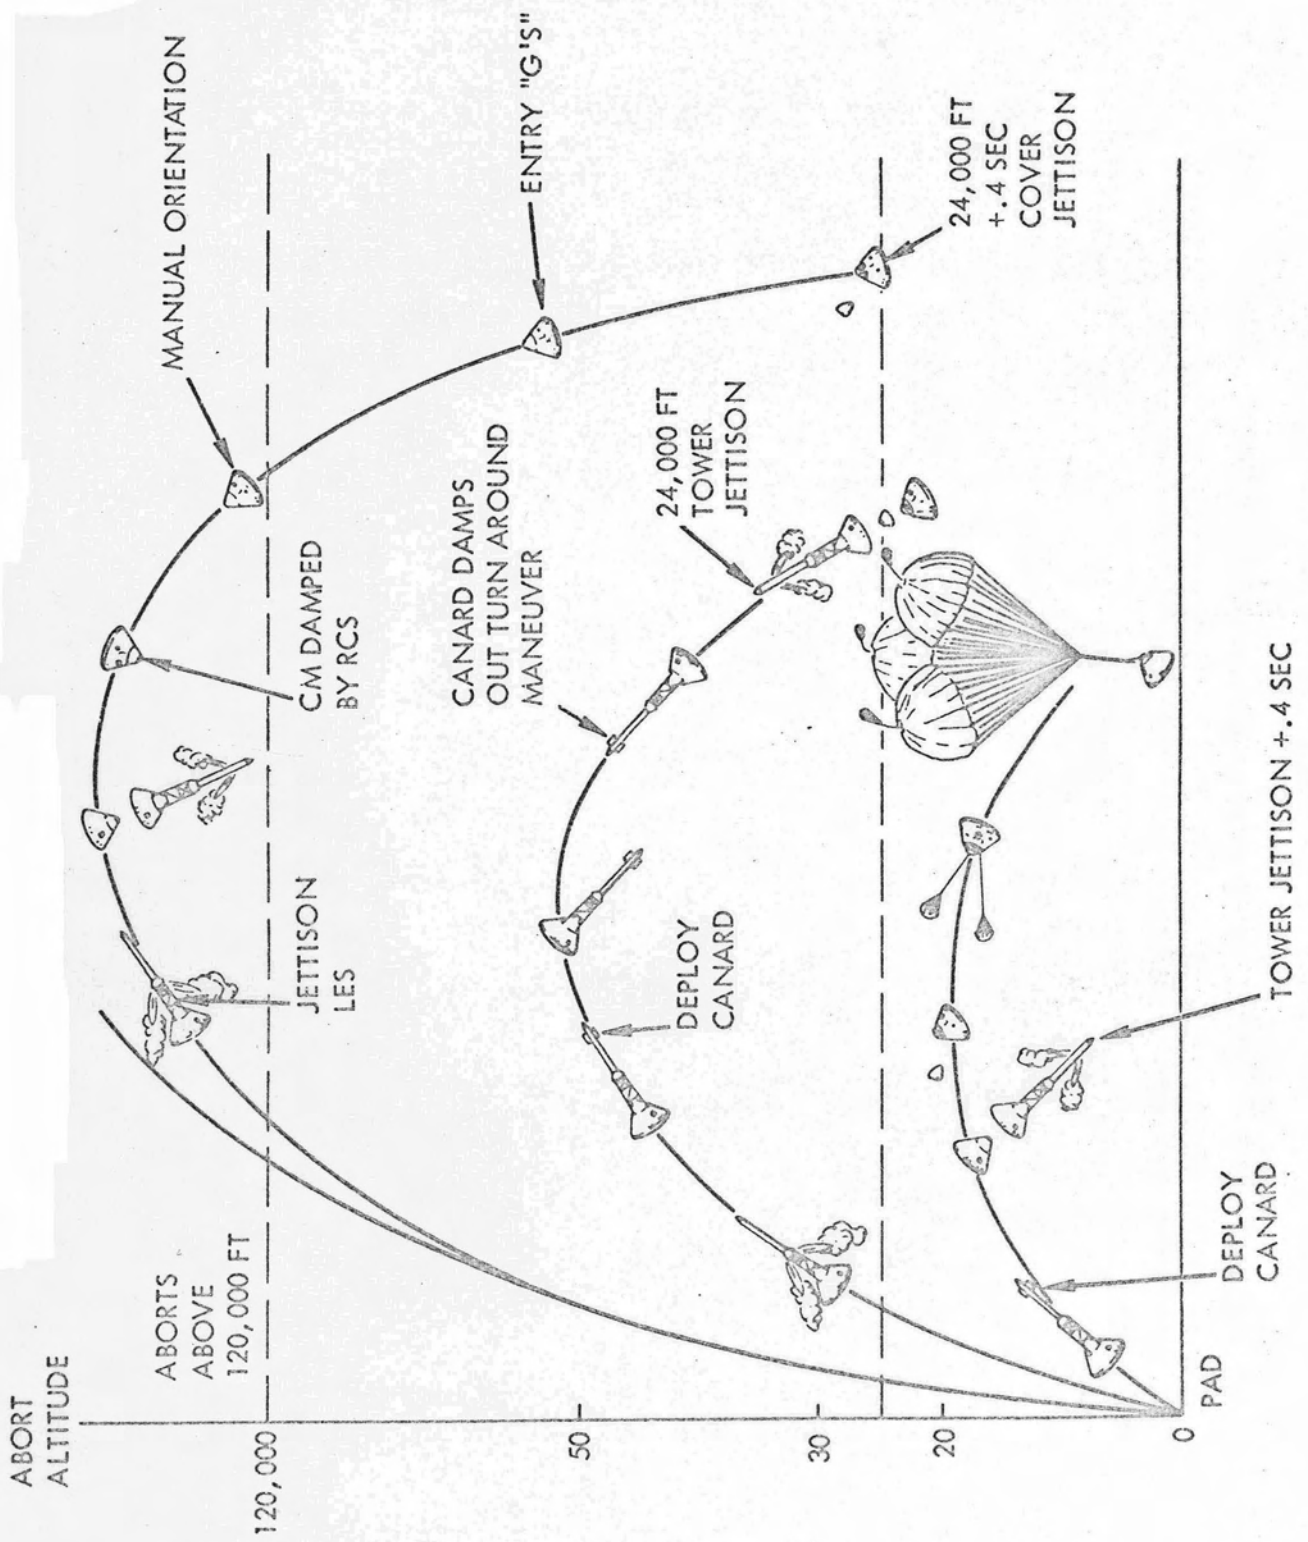 ABORT
ALTITUDE
ABORTS
ABOVE
120,000 FT
120,000
50
30
20
0
PAD
MANUAL ORIENTATION
CM DAMPED
BY RCS
JETTISON
LES
ENTRY "G'S"
CANARD DAMPS
OUT TURN AROUND
MANEUVER
DEPLOY
CANARD
24,000 FT
TOWER
JETTISON
24,000 FT
+.4 SEC
COVER
JETTISON
DEPLOY
CANARD
TOWER JETTISON +.4 SEC